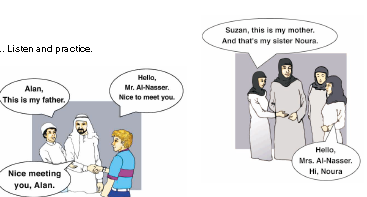 .. Listen and practice.
Alan,
This is my father.
Hello,
Mr. Al-Nasser.
Nice to meet you.
Nice meeting
you, Alan.
Suzan, this is my mother.
And that's my sister Noura.
Hello,
Mrs. Al-Nasser.
Hi, Noura